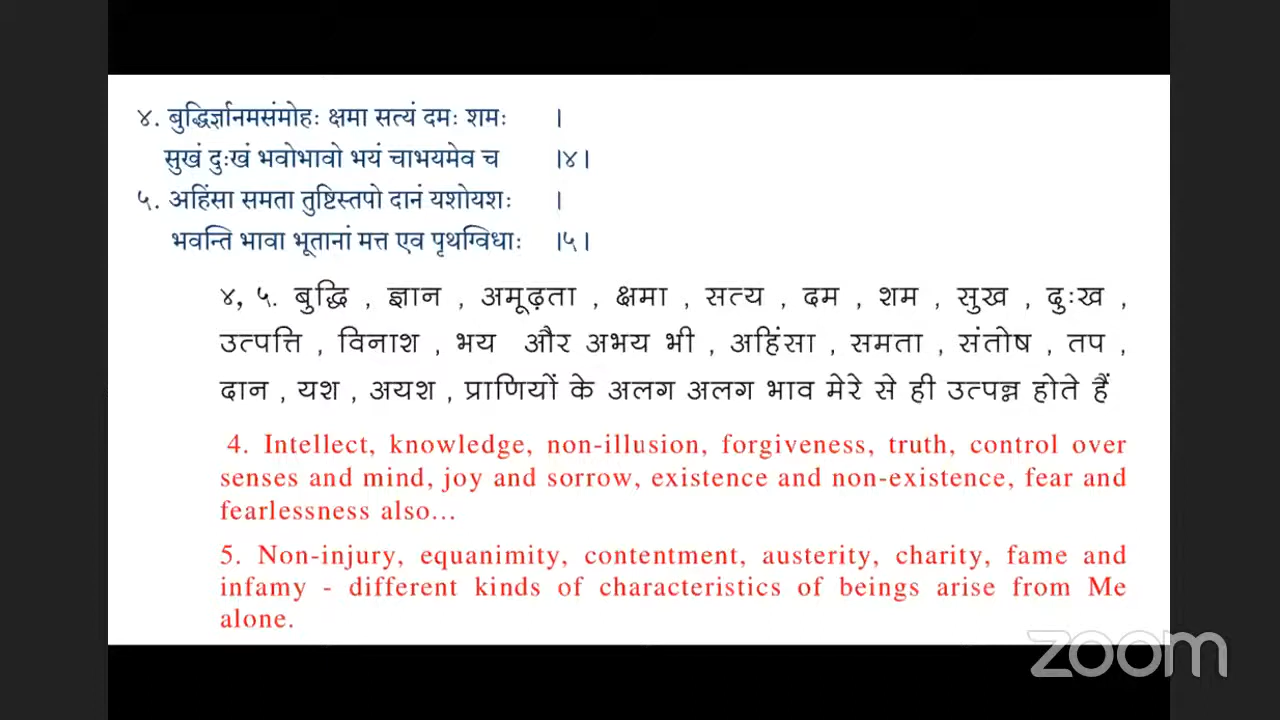 ४. बुद्धिर्ज्ञानमसंमोहः क्षमा सत्यं दमः शमः ।
सुखं दुःखं भवोभावो भयं चाभयमेव च ।४।
५. अहिंसा समता तुष्टिस्तपो दानं यशोयशः ।
भवन्ति भावा भूतानां मत्त एव पृथग्विधाः ।५।
४, ५. बुद्धि , ज्ञान , अमूढ़ता , क्षमा , सत्य , दम , शम , सुख , दुःख ,
उत्पत्ति , विनाश , भय और अभय भी , अहिंसा , समता , संतोष , तप ,
दान , यश , अयश , प्राणियों के अलग अलग भाव मेरे से ही उत्पन्न होते हैं
4. Intellect, knowledge, non-illusion, forgiveness, truth, control over
senses and mind, joy and sorrow, existence and non-existence, fear and
fearlessness also...
5. Non-injury, equanimity, contentment, austerity, charity, fame and
infamy - different kinds of characteristics of beings arise from Me
alone.
zoom